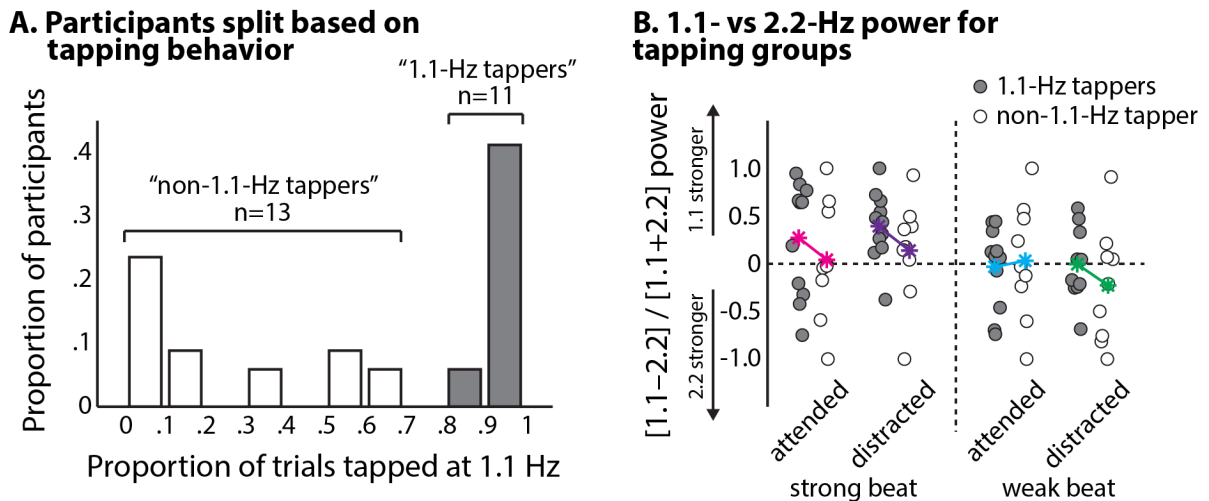 A. Participants split based on
tapping behavior
“1.1-Hz tappers”
n=11
“non-1.1-Hz tappers”
n=13
Proportion of participants
.4
.3
.2
.1
0
0 .1 .2 .3 .4 .5 .6 .7 .8 .9 1
Proportion of trials tapped at 1.1 Hz
B. 1.1- vs 2.2-Hz power for
tapping groups
1.1-Hz tappers
non-1.1-Hz tapper
[1.1−2.2] / [1.1+2.2] power
1.1 stronger
2.2 stronger
1.0
0.5
0
-0.5
-1.0
attended
distracted
attended
distracted
strong beat
weak beat